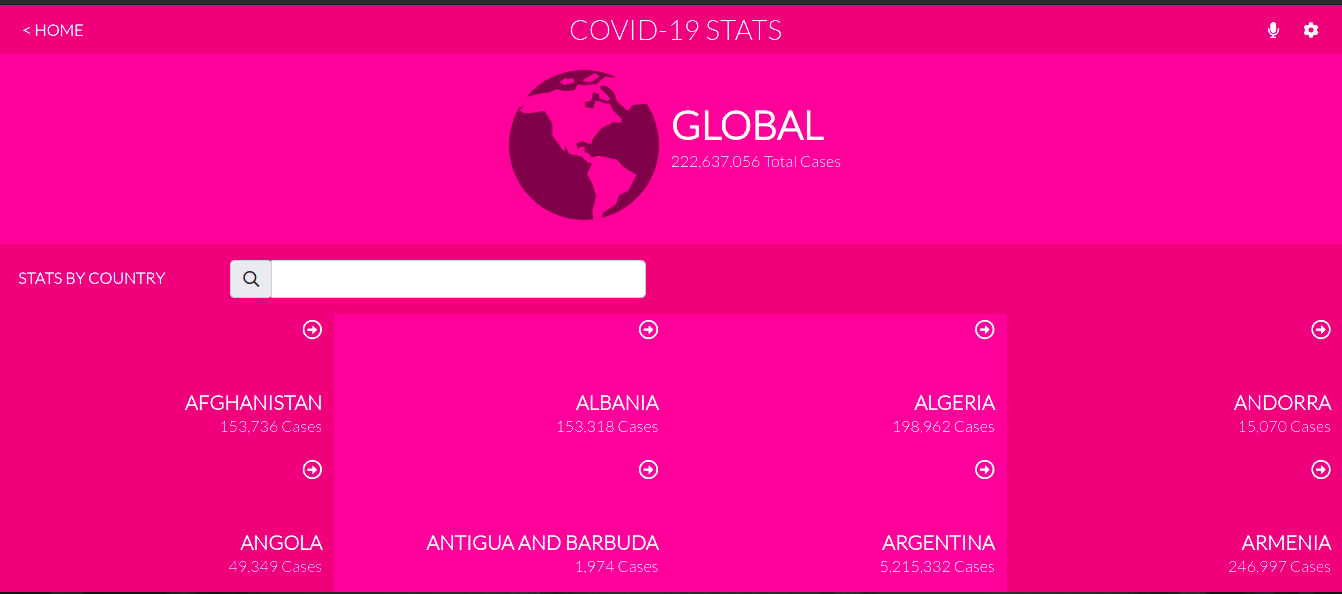 < HOME
COVID-19 STATS
GLOBAL
222,637,056 Total Cases
STATS BY COUNTRY
AFGHANISTAN
153,736 Cases
ALBANIA
153,318 Cases
ALGERIA
198,962 Cases
ANDORRA
15,070 Cases
ANGOLA
49,349 Cases
ANTIGUA AND BARBUDA
1,974 Cases
ARGENTINA
5,215,332 Cases
ARMENIA
246,997 Cases